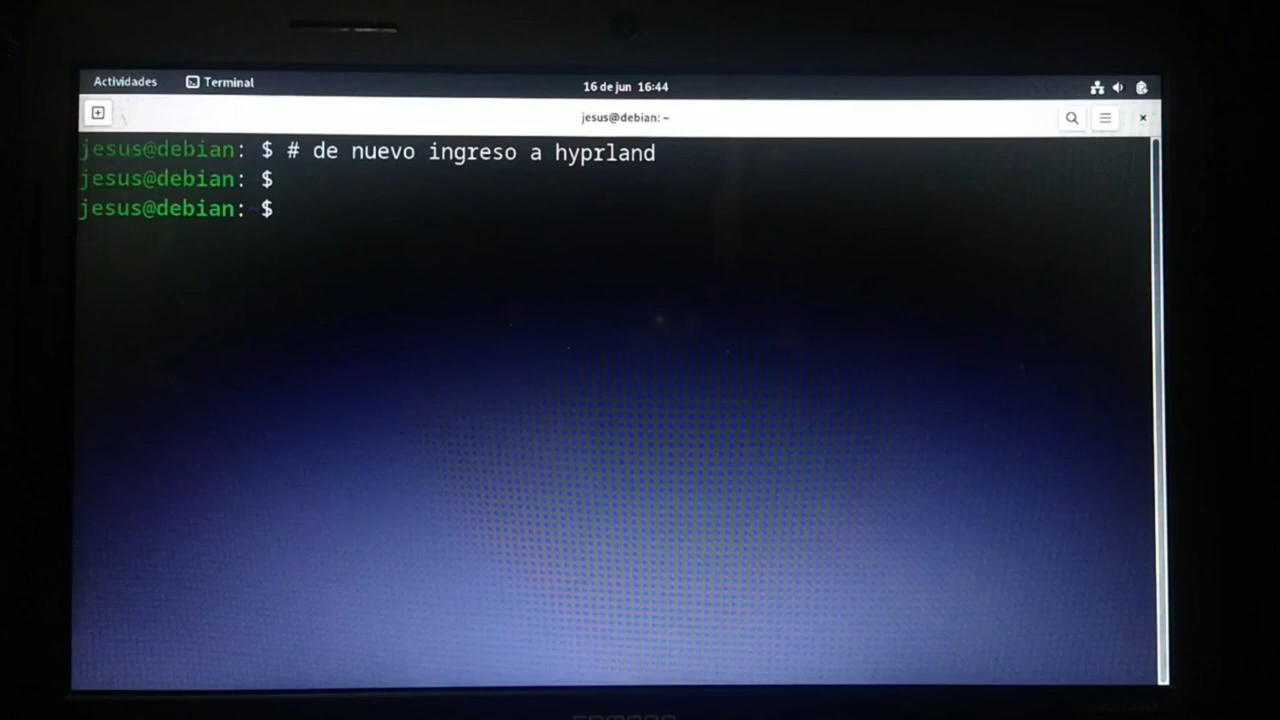 Actividades Terminal 16 de jun 16:44
jesus@debian: ~
jesus@debian: $ # de nuevo ingreso a hyprland
jesus@debian: $
jesus@debian:~$